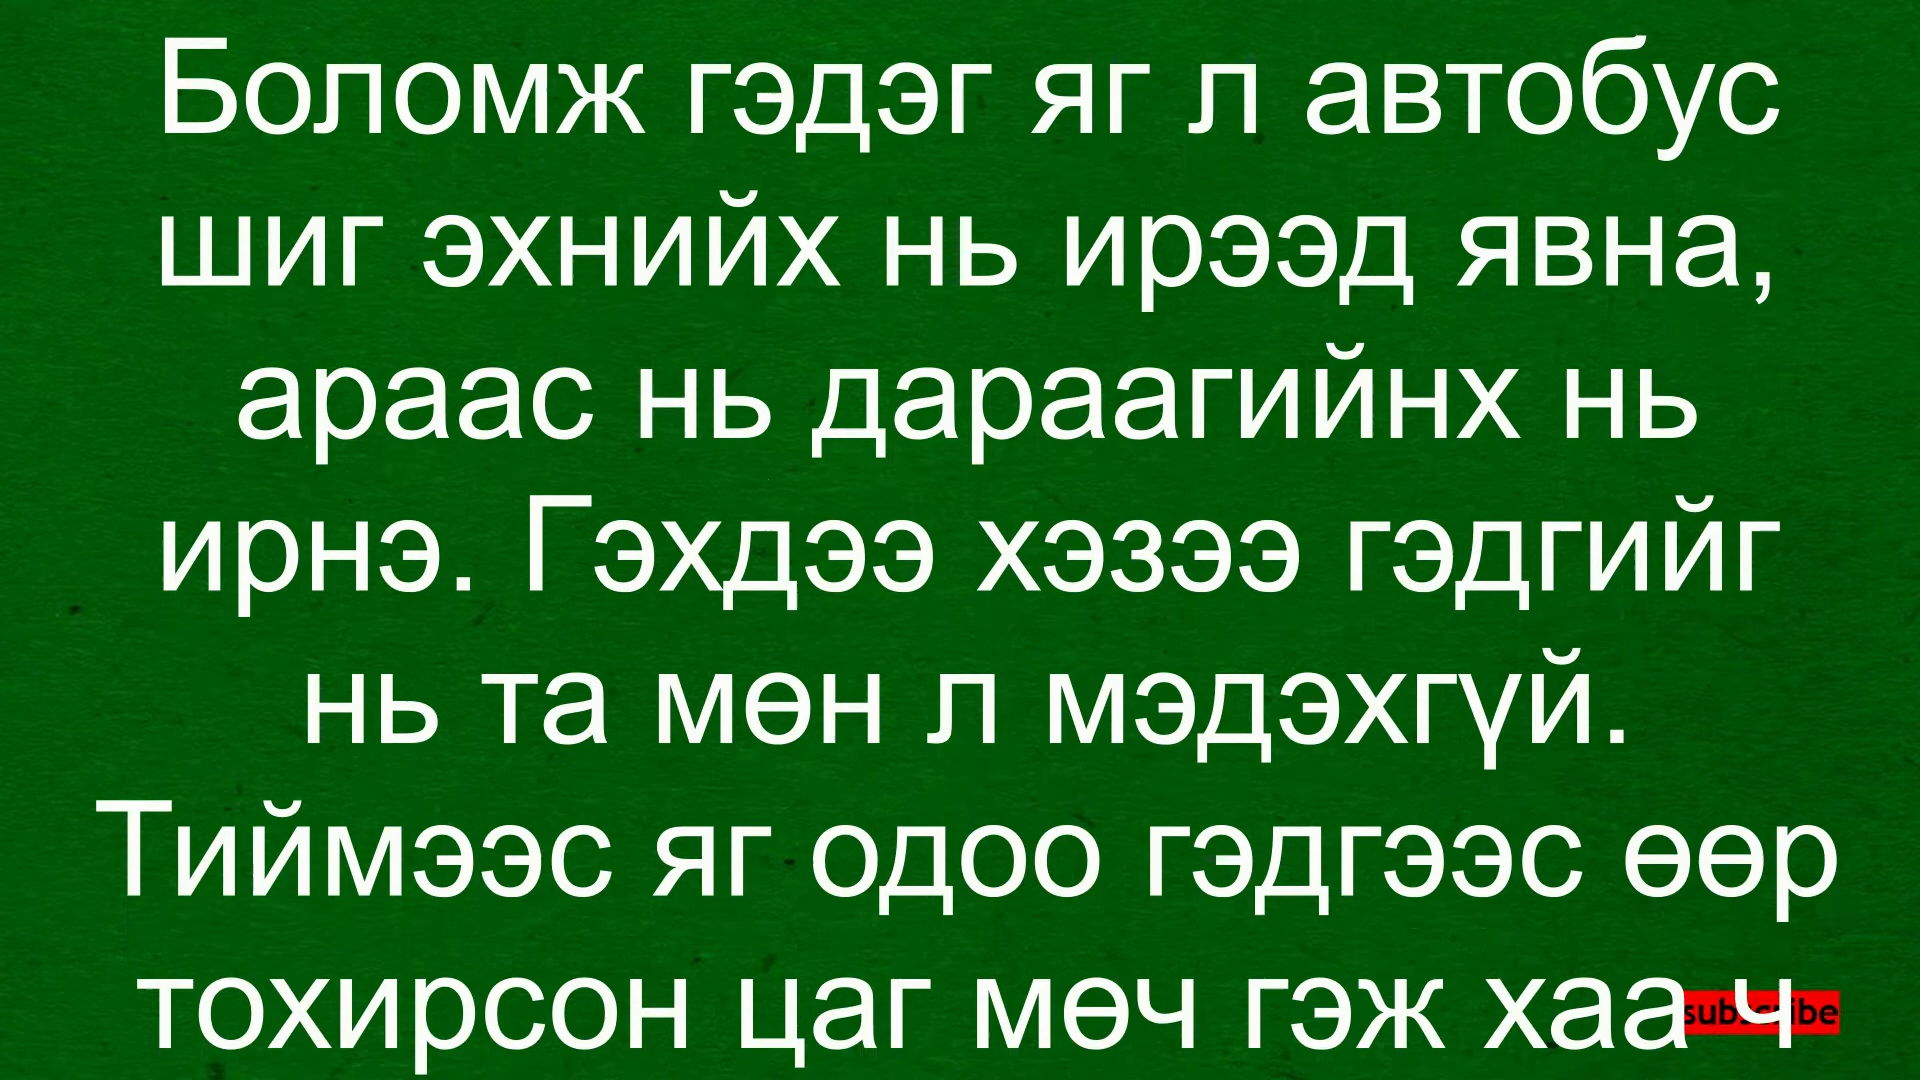 Боломж гэдэг яг л автобус
шиг эхнийх нь ирээд явна,
араас нь дараагийнх нь
ирнэ. Гэхдээ хэзээ гэдгийг
нь та мөн л мэдэхгүй.
Тиймээс яг одоо гэдгээс өөр
тохирсон цаг мөч гэж хаа ч
subscribe